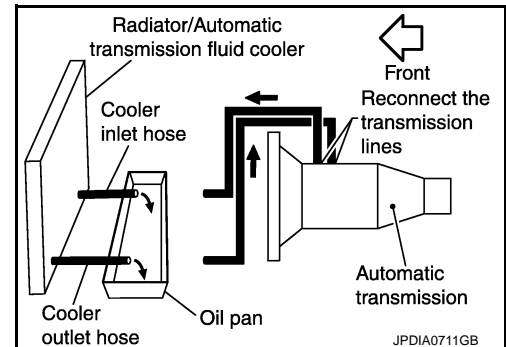 Radiator/Automatic
transmission fluid cooler
Front
Cooler
inlet hose
Reconnect the
transmission
lines
Automatic
transmission
Cooler
outlet hose
Oil pan
JPDIA0711GB